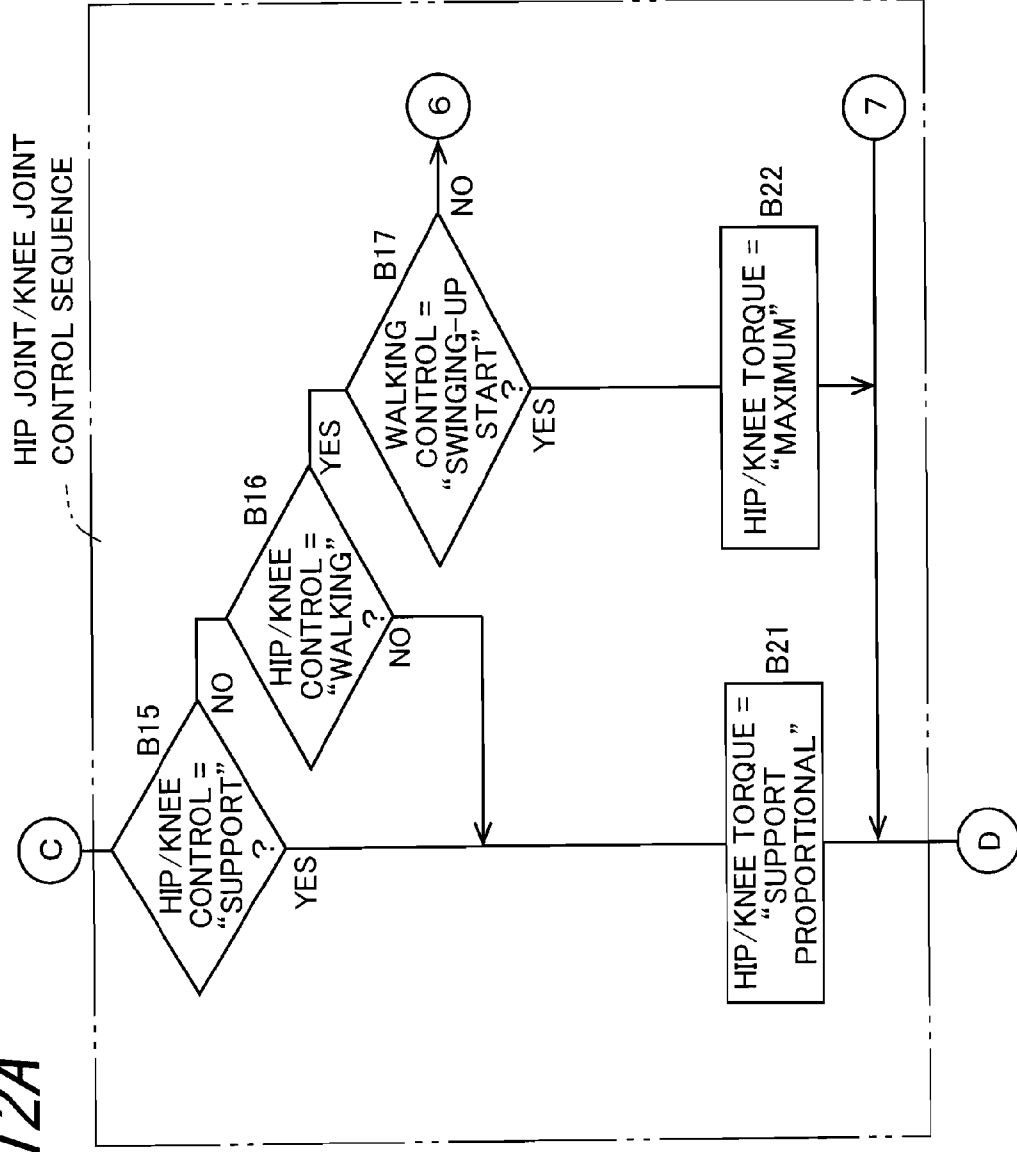 12A
HIP JOINT/KNEE JOINT
CONTROL SEQUENCE
C
B15
HIP/KNEE
CONTROL =
“SUPPORT”
?
NO
YES
B16
HIP/KNEE
CONTROL =
“WALKING”
?
YES
NO
B17
WALKING
CONTROL =
“SWINGING-UP
START”
?
NO
YES
6
B21
HIP/KNEE TORQUE =
“SUPPORT
PROPORTIONAL”
B22
HIP/KNEE TORQUE =
“MAXIMUM”
7
D